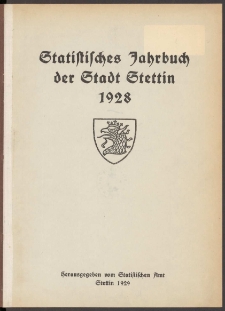 Statistisches Jahrbuch
der Stadt Stettin
1928
Herausgegeben vom Statistischen Amt
Stettin 1929